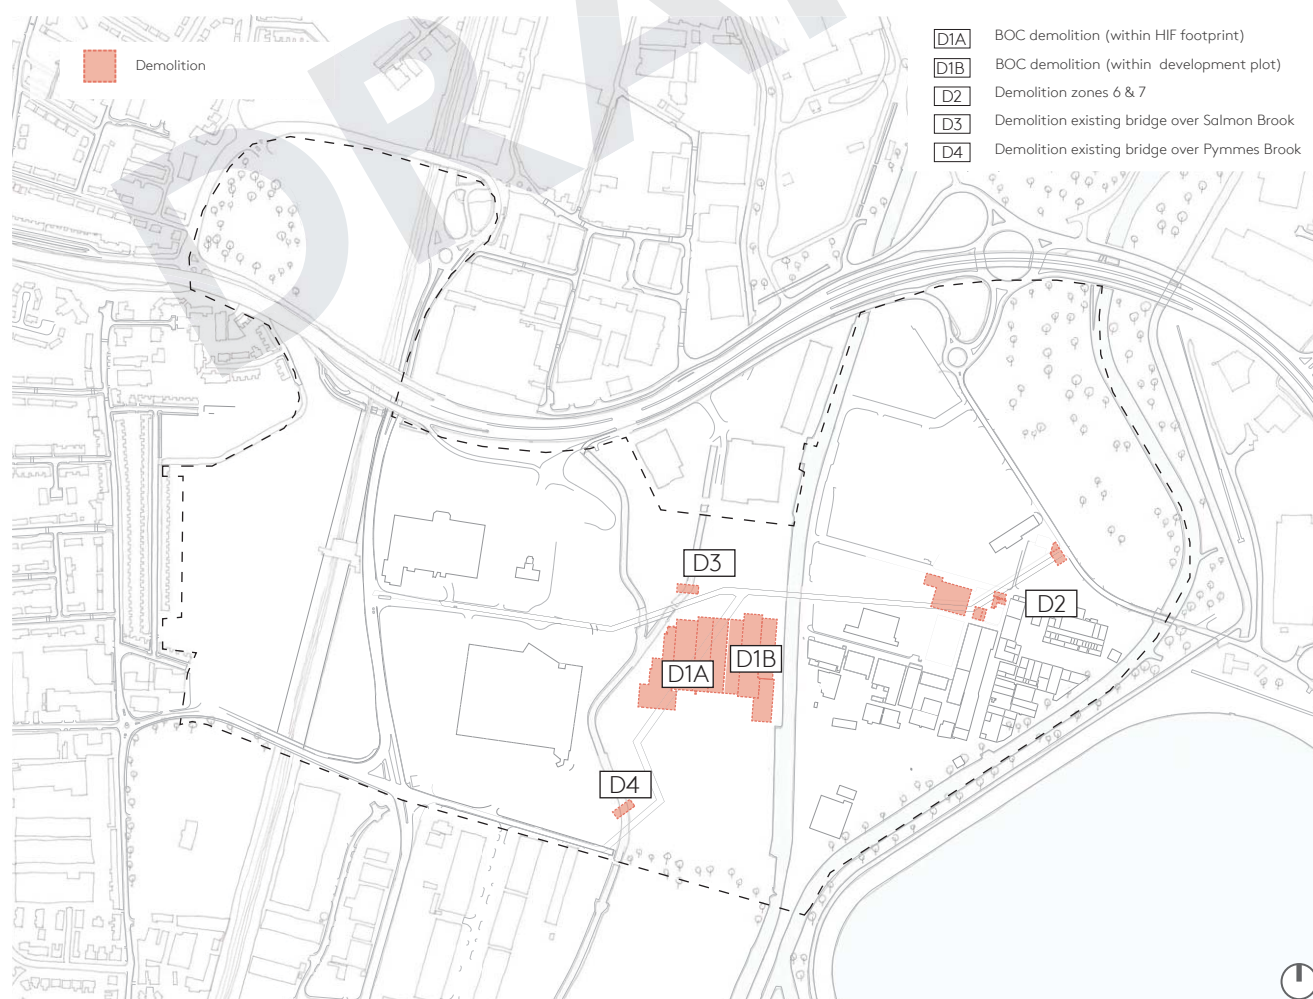 DRA
Demolition
D1A BOC demolition (within HIF footprint)
D1B BOC demolition (within development plot)
D2 Demolition zones 6 & 7
D3 Demolition existing bridge over Salmon Brook
D4 Demolition existing bridge over Pymmes Brook
D3
D2
D1B
D1A
D4